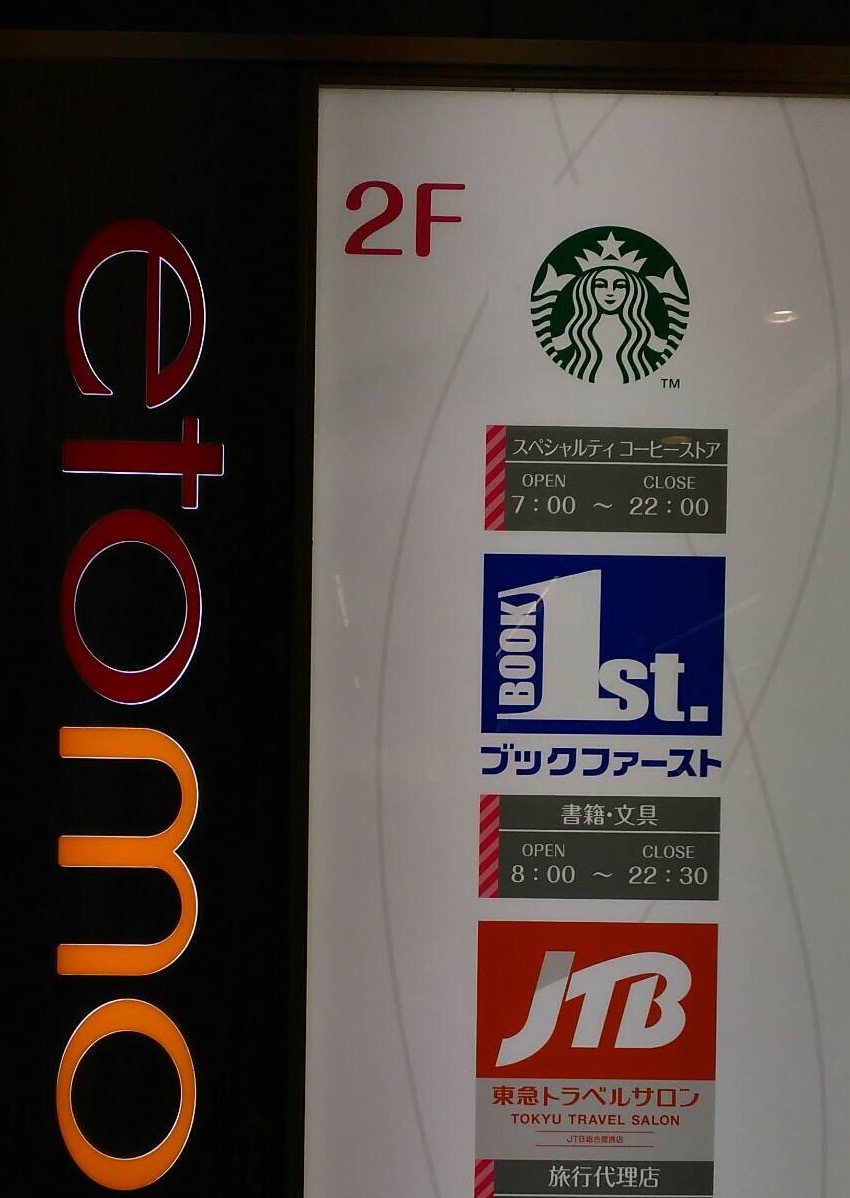 etomo
2F
TM
スペシャルティ コーヒーストア
OPEN CLOSE
7：00 ～ 22：00
BOOK 1st.
ブックファースト
書籍・文具
OPEN CLOSE
8：00 ～ 22：30
JTB
東急トラベルサロン
TOKYU TRAVEL SALON
JTB総合提携店
旅行代理店